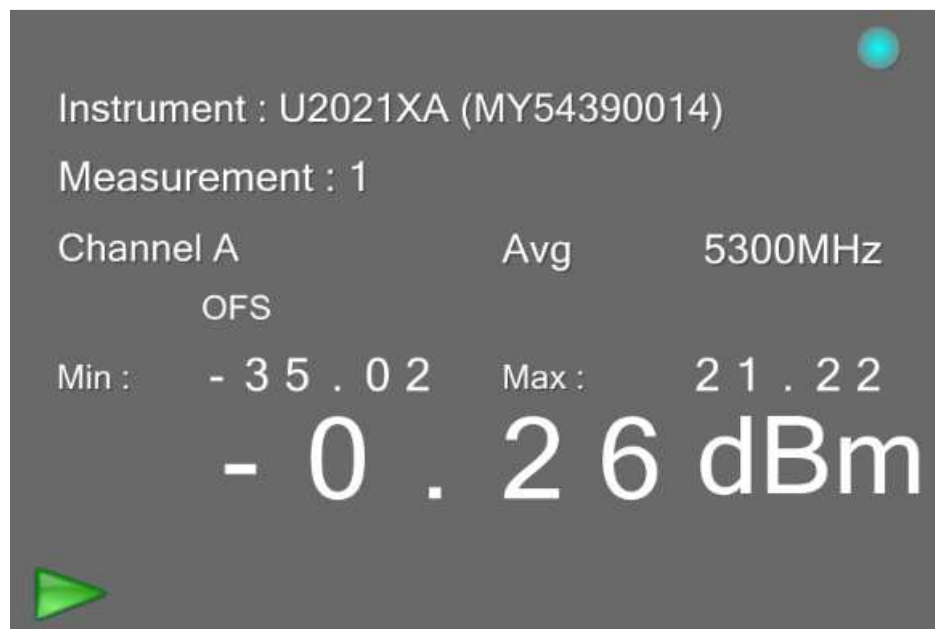 Instrument : U2021XA (MY54390014)
Measurement : 1
Channel A Avg 5300MHz
OFS
Min : -35.02 Max : 21.22
-0.26 dBm